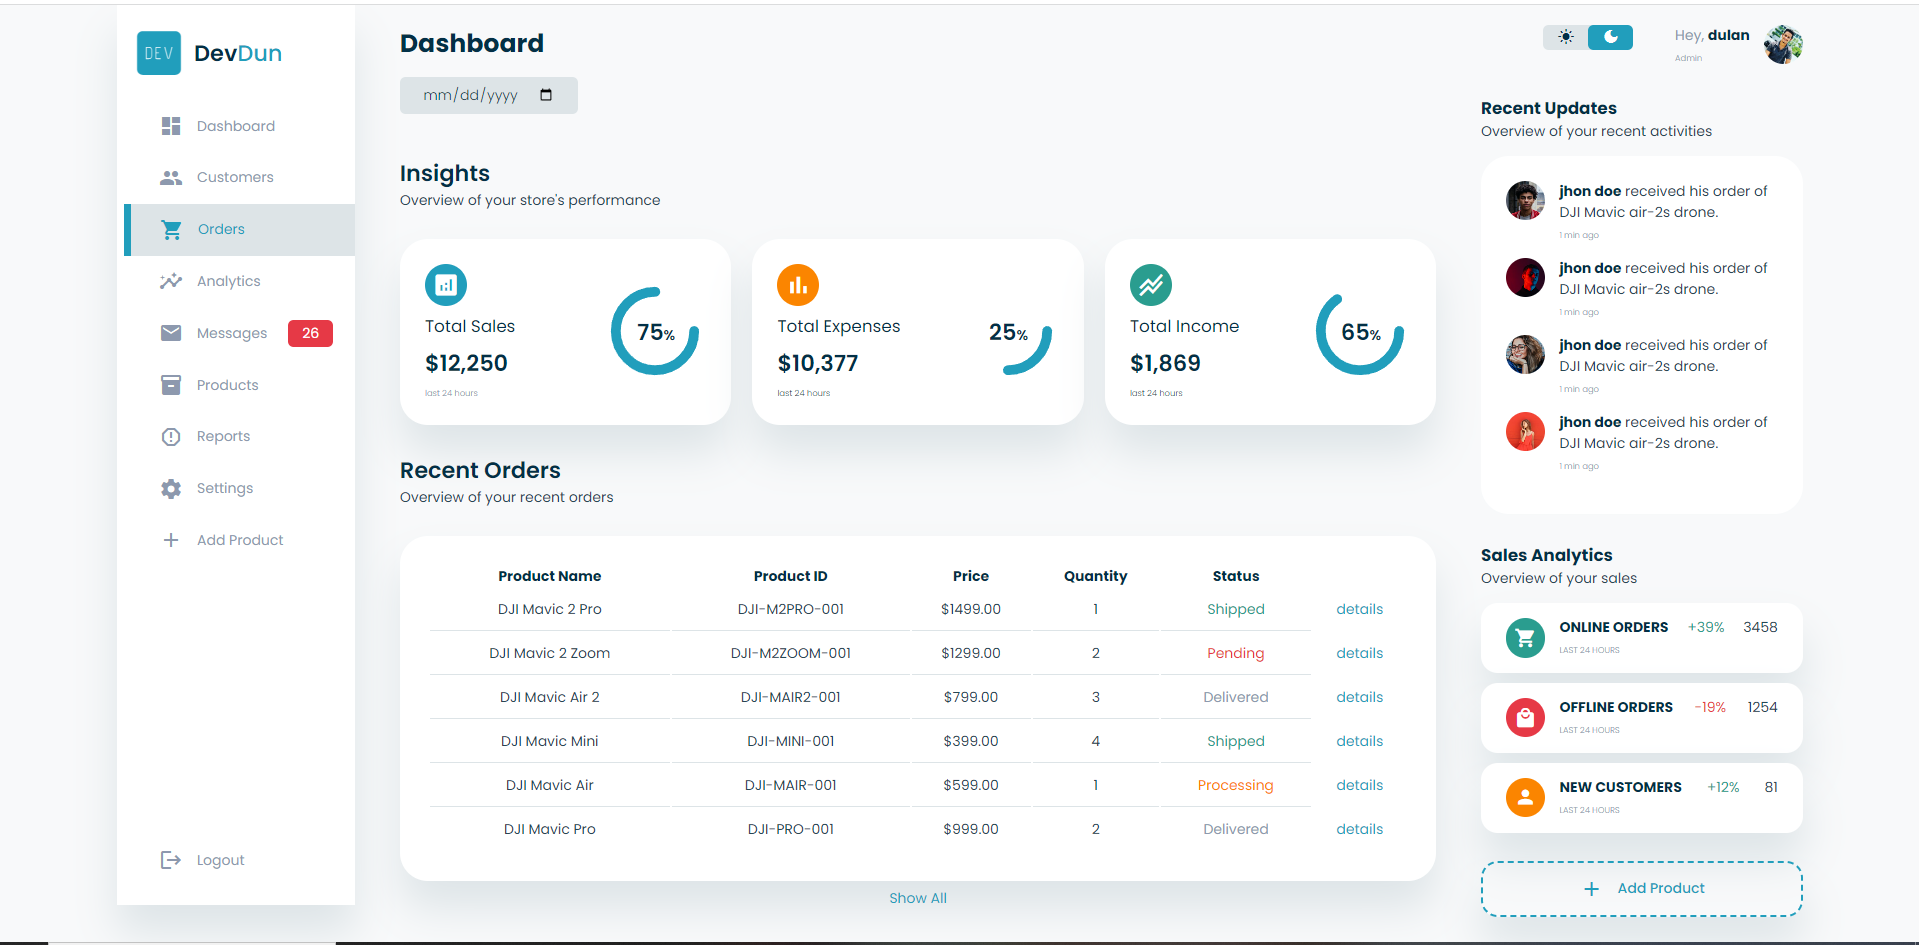 DEV
DevDun
Dashboard
Customers
Orders
Analytics
Messages 26
Products
Reports
Settings
Add Product
Logout
Dashboard
mm/dd/yyyy
Insights
Overview of your store's performance
Total Sales
$12,250
last 24 hours
75%
Total Expenses
$10,377
last 24 hours
25%
Total Income
$1,869
last 24 hours
65%
Recent Orders
Overview of your recent orders
Product Name Product ID Price Quantity Status
DJI Mavic 2 Pro DJI-M2PRO-001 $1499.00 1 Shipped details
DJI Mavic 2 Zoom DJI-M2ZOOM-001 $1299.00 2 Pending details
DJI Mavic Air 2 DJI-MAIR2-001 $799.00 3 Delivered details
DJI Mavic Mini DJI-MINI-001 $399.00 4 Shipped details
DJI Mavic Air DJI-MAIR-001 $599.00 1 Processing details
DJI Mavic Pro DJI-PRO-001 $999.00 2 Delivered details
Show All
Hey, dulan
Admin
Recent Updates
Overview of your recent activities
jhon doe received his order of
DJI Mavic air-2s drone.
1 min ago
jhon doe received his order of
DJI Mavic air-2s drone.
1 min ago
jhon doe received his order of
DJI Mavic air-2s drone.
1 min ago
jhon doe received his order of
DJI Mavic air-2s drone.
1 min ago
Sales Analytics
Overview of your sales
ONLINE ORDERS +39% 3458
LAST 24 HOURS
OFFLINE ORDERS -19% 1254
LAST 24 HOURS
NEW CUSTOMERS +12% 81
LAST 24 HOURS
Add Product